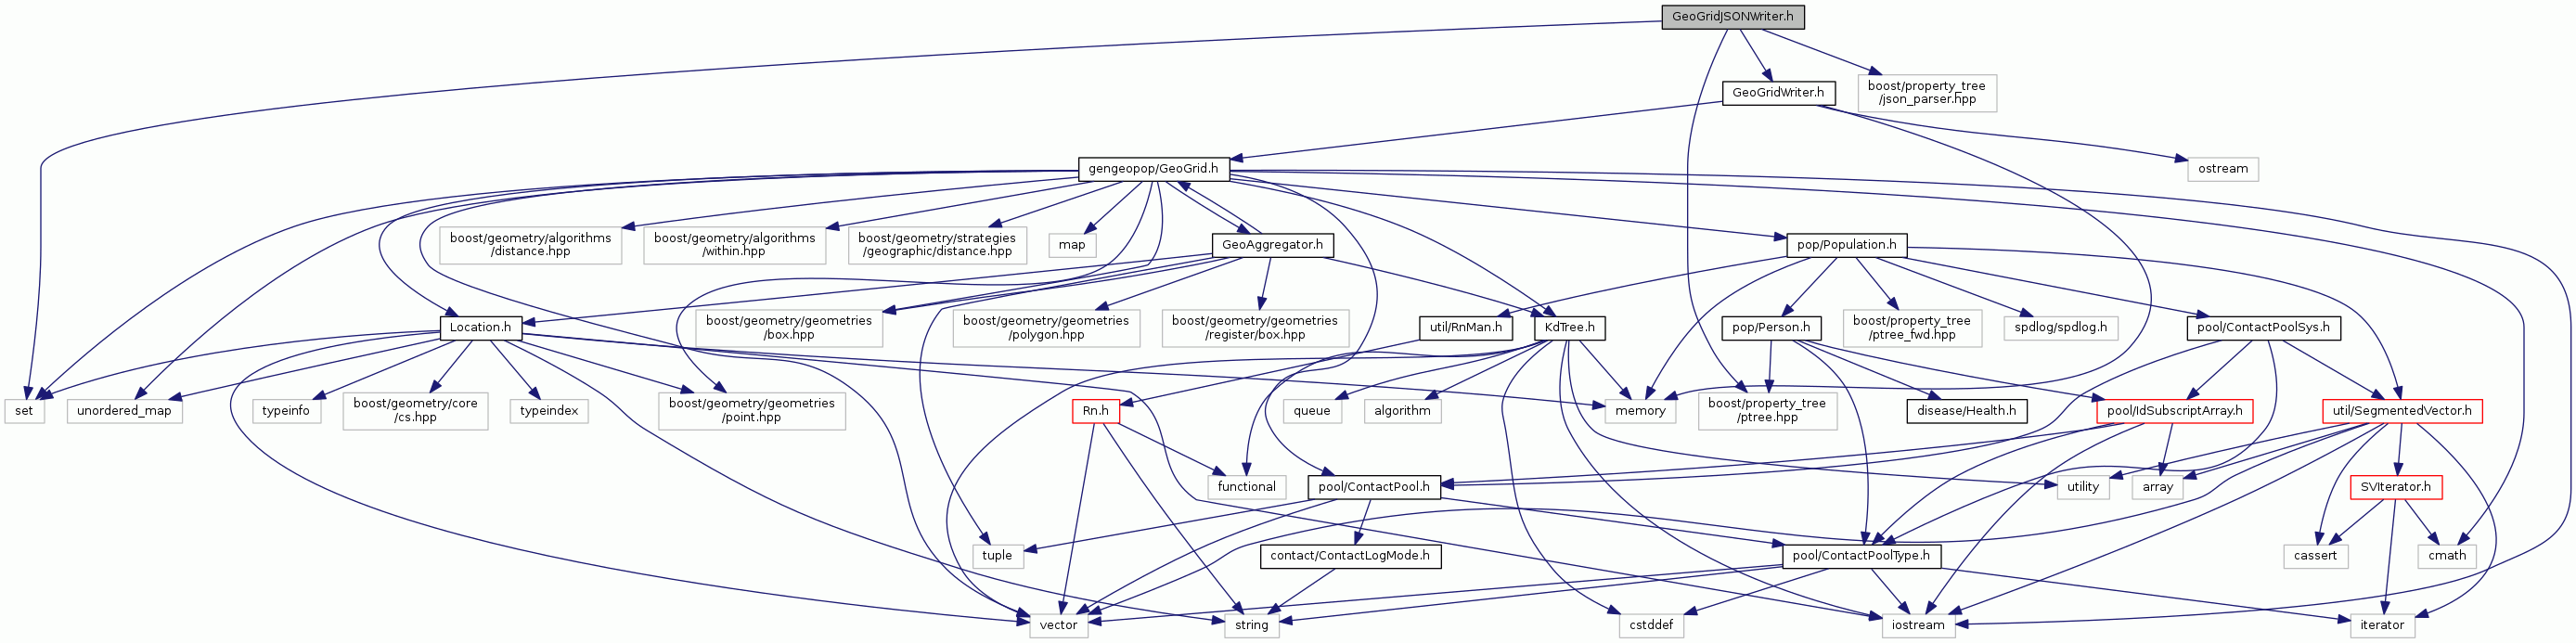 GeoGridJSONWriter.h
GeoGridWriter.h
boost/property_tree
/json_parser.hpp
gengeopop/GeoGrid.h
ostream
boost/geometry/algorithms
/distance.hpp
boost/geometry/algorithms
/within.hpp
boost/geometry/strategies
/geographic/distance.hpp
map
GeoAggregator.h
pop/Population.h
Location.h
boost/geometry/geometries
/box.hpp
boost/geometry/geometries
/polygon.hpp
boost/geometry/geometries
/register/box.hpp
util/RnMan.h
KdTree.h
pop/Person.h
boost/property_tree
/ptree_fwd.hpp
spdlog/spdlog.h
pool/ContactPoolSys.h
set
unordered_map
typeinfo
boost/geometry/core
/cs.hpp
typeindex
boost/geometry/geometries
/point.hpp
Rn.h
queue
algorithm
memory
boost/property_tree
/ptree.hpp
disease/Health.h
pool/IdSubscriptArray.h
util/SegmentedVector.h
functional
pool/ContactPool.h
utility
array
SVIterator.h
tuple
contact/ContactLogMode.h
pool/ContactPoolType.h
cassert
cmath
vector
string
cstddef
iostream
iterator